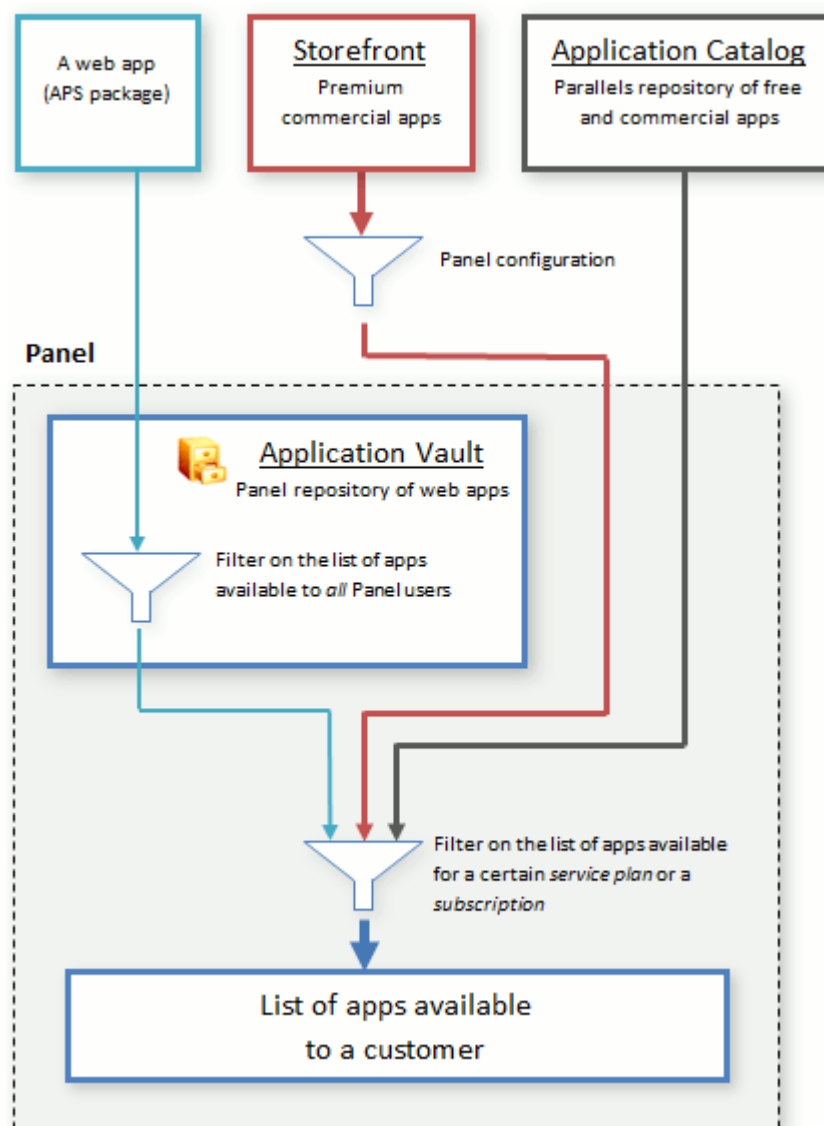 A web app
(APS package)
Storefront
Premium
commercial apps
Application Catalog
Parallels repository of free
and commercial apps
Panel configuration
Panel
Application Vault
Panel repository of web apps
Filter on the list of apps
available to all Panel users
Filter on the list of apps available
for a certain service plan or a
subscription
List of apps available
to a customer